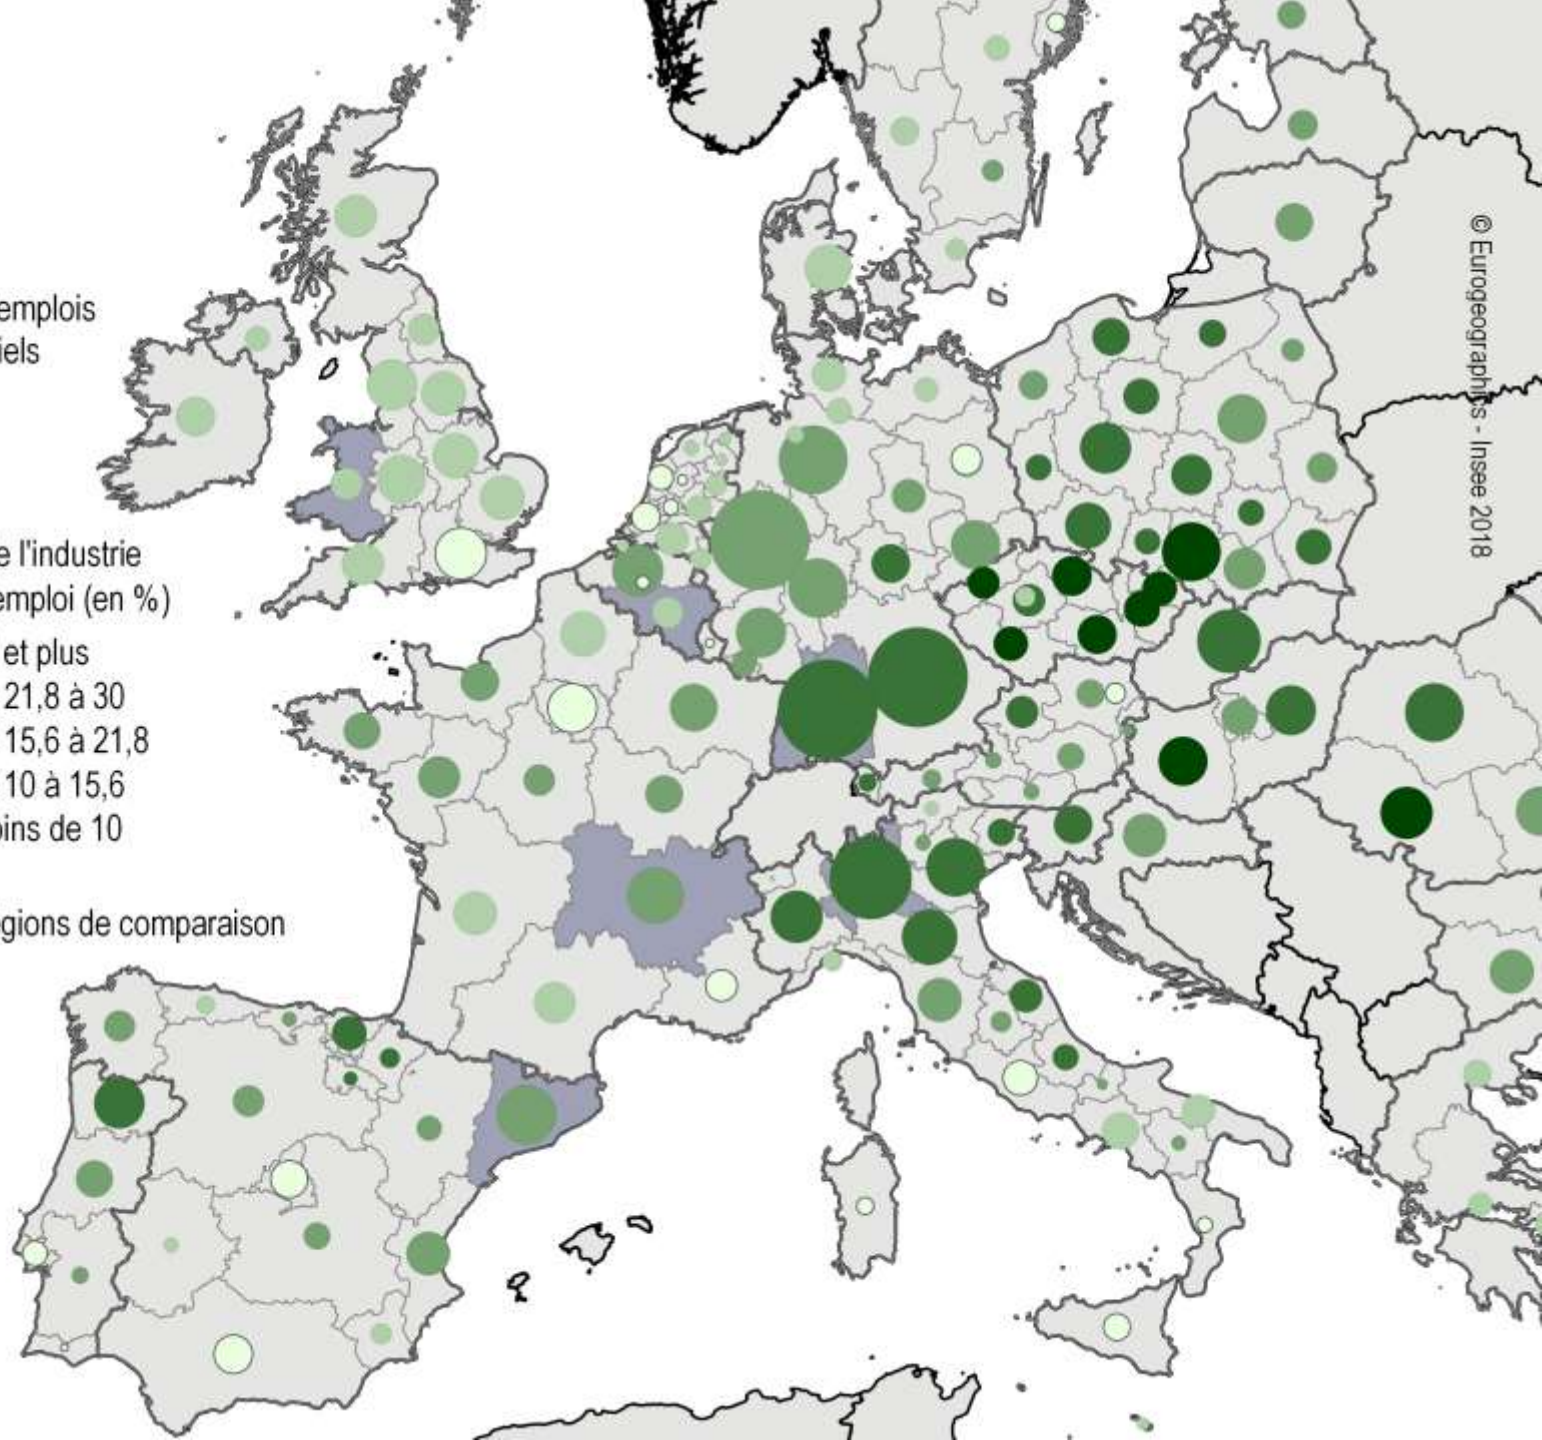 emplois
iels
e l'industrie
emploi (en %)
et plus
21,8 à 30
15,6 à 21,8
10 à 15,6
oins de 10
gions de comparaison
© Eurogeographics - Insee 2018